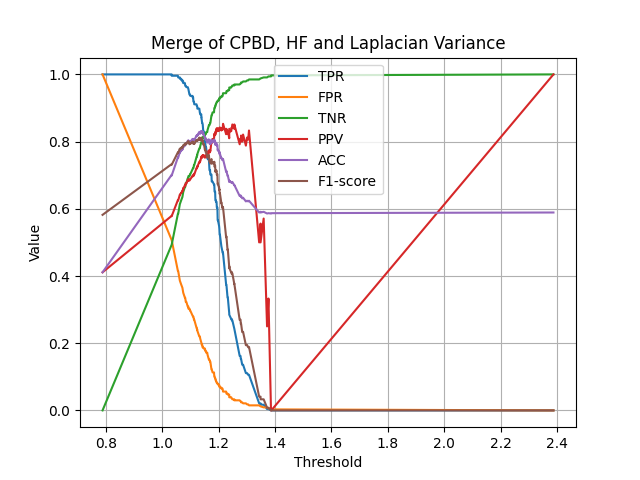 Merge of CPBD, HF and Laplacian Variance
1.0
0.8
0.6
0.4
0.2
0.0
Value
TPR
FPR
TNR
PPV
ACC
F1-score
0.8 1.0 1.2 1.4 1.6 1.8 2.0 2.2 2.4
Threshold